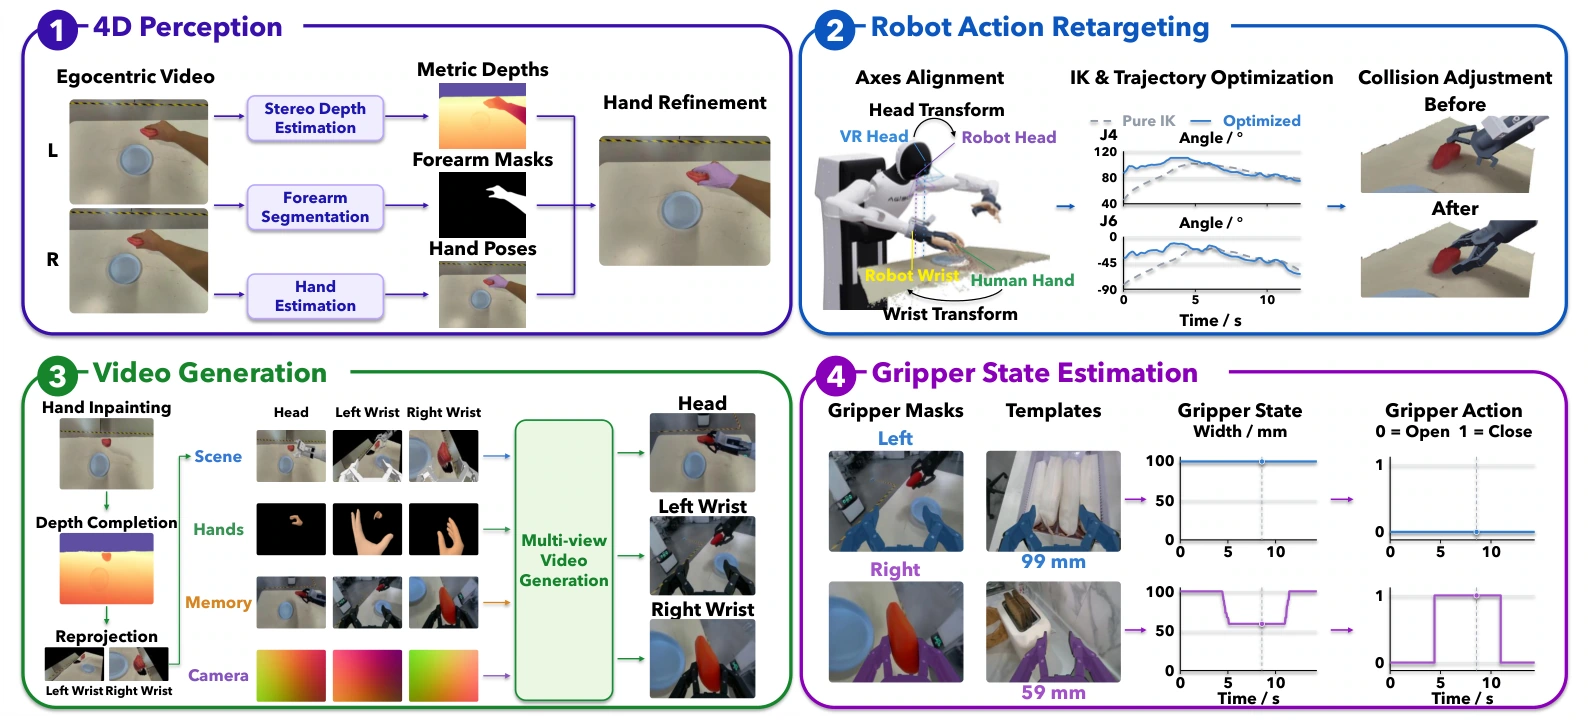 1 4D Perception
Egocentric Video
L
R
Stereo Depth
Estimation
Forearm
Segmentation
Hand
Estimation
Metric Depths
Forearm Masks
Hand Poses
Hand Refinement
2 Robot Action Retargeting
Axes Alignment
Head Transform
VR Head
Robot Head
Robot Wrist
Human Hand
Wrist Transform
IK & Trajectory Optimization
Pure IK
Optimized
J4
Angle / °
120
80
40
J6
Angle / °
0
-45
-90
0 5 10
Time / s
Collision Adjustment
Before
After
3 Video Generation
Hand Inpainting
Depth Completion
Reprojection
Left Wrist Right Wrist
Head Left Wrist Right Wrist
Scene
Hands
Memory
Camera
Multi-view
Video
Generation
Head
Left Wrist
Right Wrist
4 Gripper State Estimation
Gripper Masks
Left
Right
Templates
99 mm
59 mm
Gripper State
Width / mm
100
50
0
0 5 10
100
50
0
0 5 10
Time / s
Gripper Action
0 = Open 1 = Close
1
0
0 5 10
1
0
0 5 10
Time / s